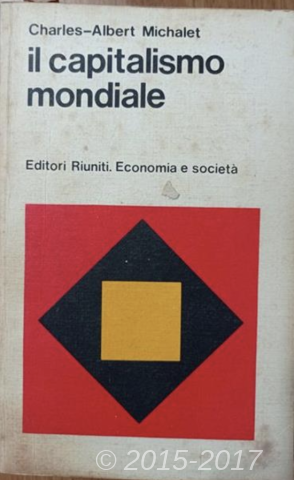 Charles-Albert Michalet
il capitalismo
mondiale
Editori Riuniti. Economia e società
© 2015-2017